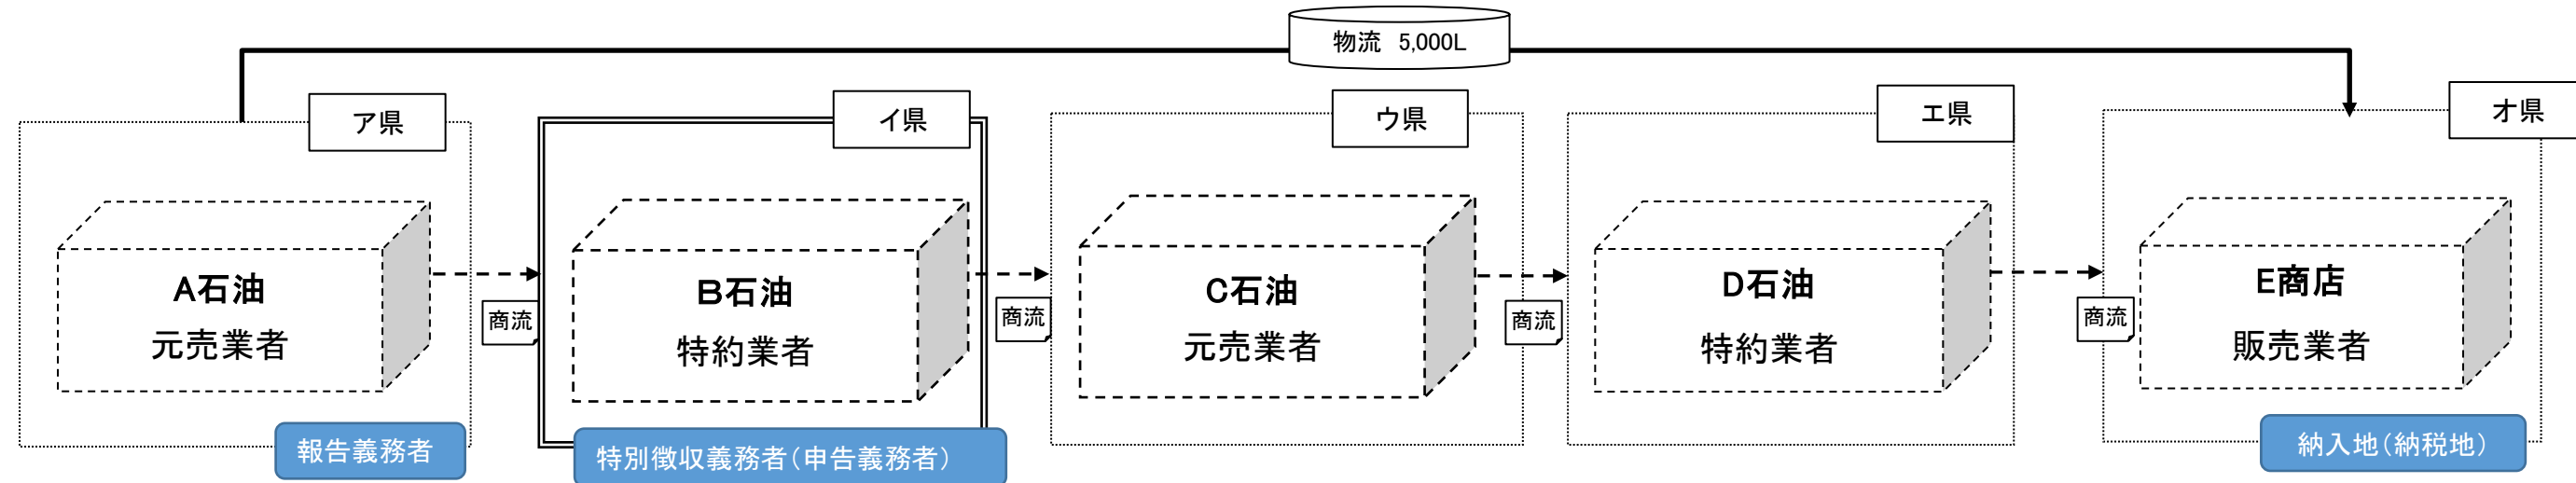 物流 5,000L
ア県
イ県
ウ県
エ県
オ県
A石油
元売業者
商流
B石油
特約業者
商流
C石油
元売業者
商流
D石油
特約業者
商流
E商店
販売業者
報告義務者
特別徴収義務者（申告義務者）
納入地（納税地）